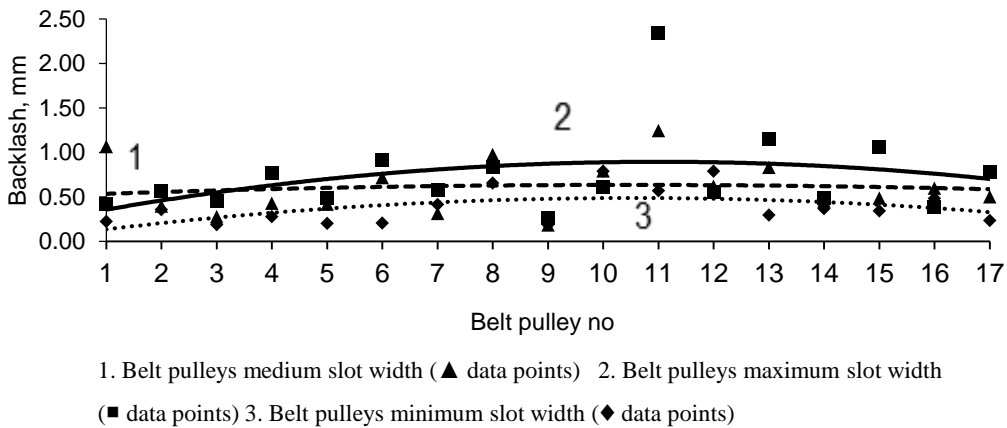 2.50
2.00
1.50
1.00
0.50
0.00
Backlash, mm
1
2
3
1 2 3 4 5 6 7 8 9 10 11 12 13 14 15 16 17
Belt pulley no
1. Belt pulleys medium slot width (▲ data points) 2. Belt pulleys maximum slot width
(■ data points) 3. Belt pulleys minimum slot width (♦ data points)